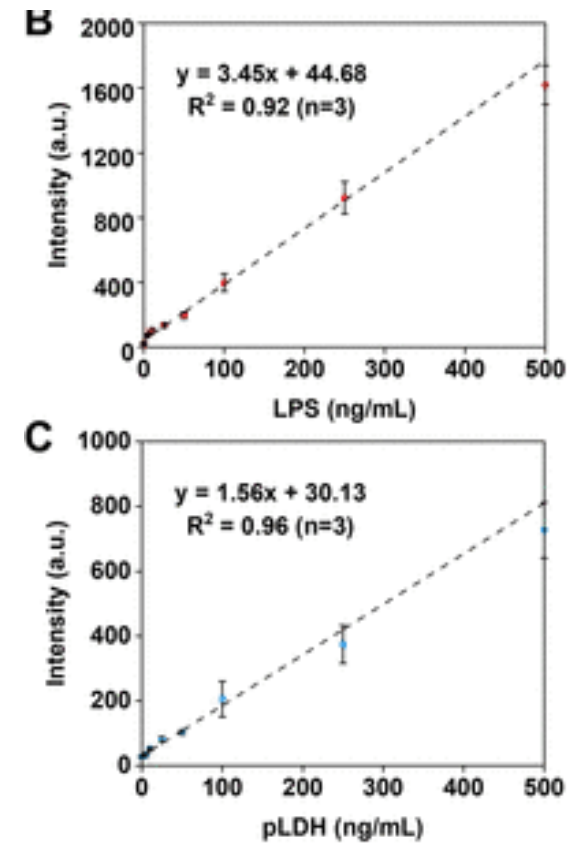 B
2000
1600
1200
800
400
0
Intensity (a.u.)
y = 3.45x + 44.68
R² = 0.92 (n=3)
0 100 200 300 400 500
LPS (ng/mL)
C
1000
800
600
400
200
0
Intensity (a.u.)
y = 1.56x + 30.13
R² = 0.96 (n=3)
0 100 200 300 400 500
pLDH (ng/mL)